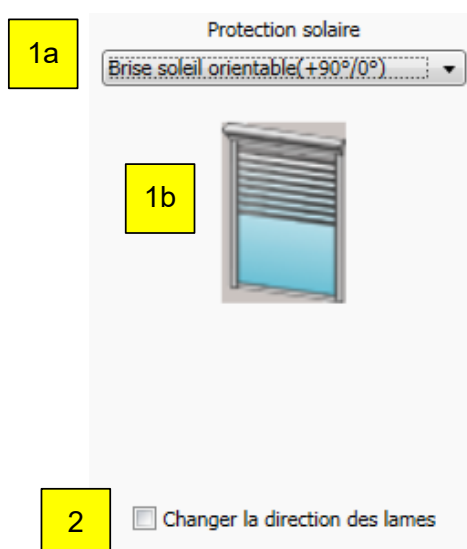 Protection solaire
1a
Brise soleil orientable(+90°/0°)
1b
2
Changer la direction des lames